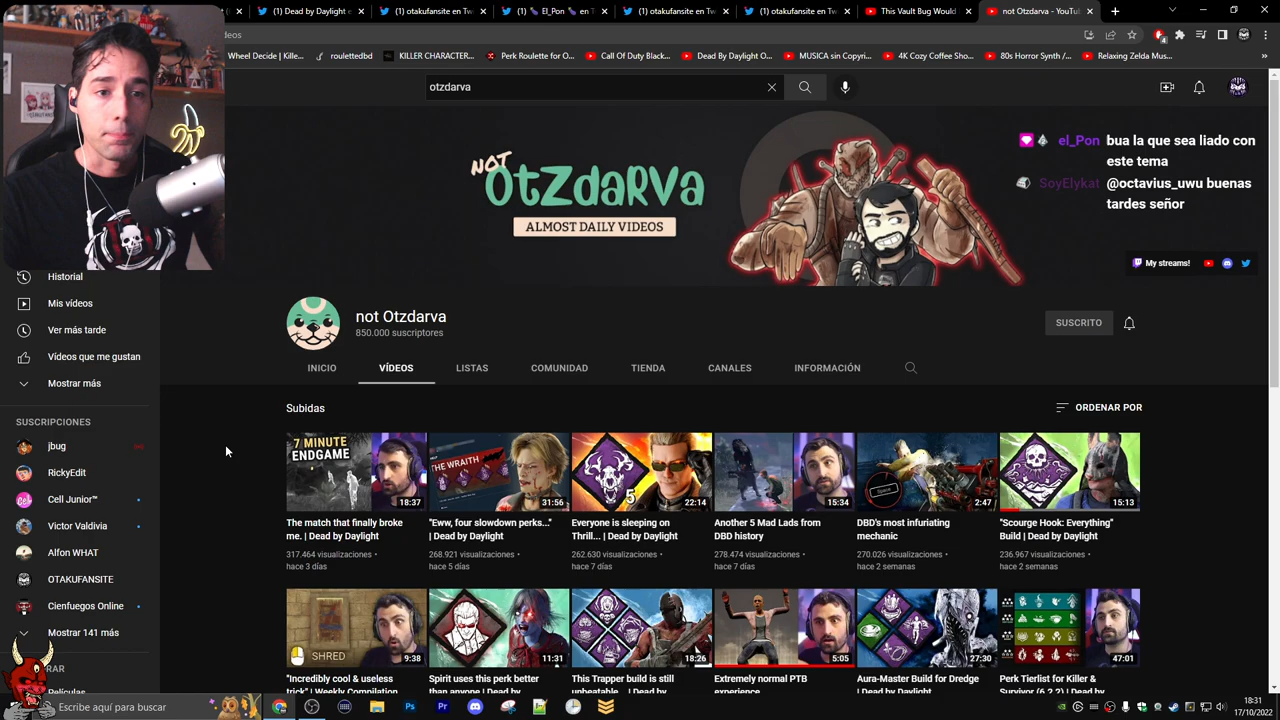 (1) Dead by Daylight e
(1) otakufansite en Tw
(1) El_Pon en T
(1) otakufansite en Tw
(1) otakufansite en Tw
This Vault Bug Would
not Otzdarva - YouTu
deos
Wheel Decide | Kille...
roulettedbd
KILLER CHARACTER...
Perk Roulette for O...
Call Of Duty Black...
Dead By Daylight O...
MUSICA sin Copyri...
4K Cozy Coffee Sho...
80s Horror Synth /...
Relaxing Zelda Mus...
otzdarva
NOT
OtZdaRVa
ALMOST DAILY VIDEOS
el_Pon bua la que sea liado con
este tema
SoyElykat @octavius_uwu buenas
tardes señor
My streams!
Historial
Mis vídeos
Ver más tarde
Vídeos que me gustan
Mostrar más
not Otzdarva
850.000 suscriptores
SUSCRITO
INICIO
VÍDEOS
LISTAS
COMUNIDAD
TIENDA
CANALES
INFORMACIÓN
SUSCRIPCIONES
jbug
RickyEdit
Cell Junior™
Victor Valdivia
Alfon WHAT
OTAKUFANSITE
Cienfuegos Online
Mostrar 141 más
RAR
Películas
Subidas
ORDENAR POR
7 MINUTE
ENDGAME
18:37
The match that finally broke
me. | Dead by Daylight
317.464 visualizaciones ·
hace 3 días
THE WRAITH
31:56
"Eww, four slowdown perks..."
| Dead by Daylight
268.921 visualizaciones ·
hace 5 días
5
22:14
Everyone is sleeping on
Thrill... | Dead by Daylight
262.630 visualizaciones ·
hace 7 días
15:34
Another 5 Mad Lads from
DBD history
278.474 visualizaciones ·
hace 7 días
Space
2:47
DBD's most infuriating
mechanic
270.026 visualizaciones ·
hace 2 semanas
15:13
"Scourge Hook: Everything"
Build | Dead by Daylight
236.967 visualizaciones ·
hace 2 semanas
SHRED
9:38
"Incredibly cool & useless
trick" | Weekly Compilation
11:31
Spirit uses this perk better
than anyone | Dead by
18:26
This Trapper build is still
unbeatable... | Dead by
5:05
Extremely normal PTB
experience
27:30
Aura-Master Build for Dredge
| Dead by Daylight
47:01
Perk Tierlist for Killer &
Survivor (6.2.2) | Dead by
Escribe aquí para buscar
Ps
Pr
18:31
17/10/2022